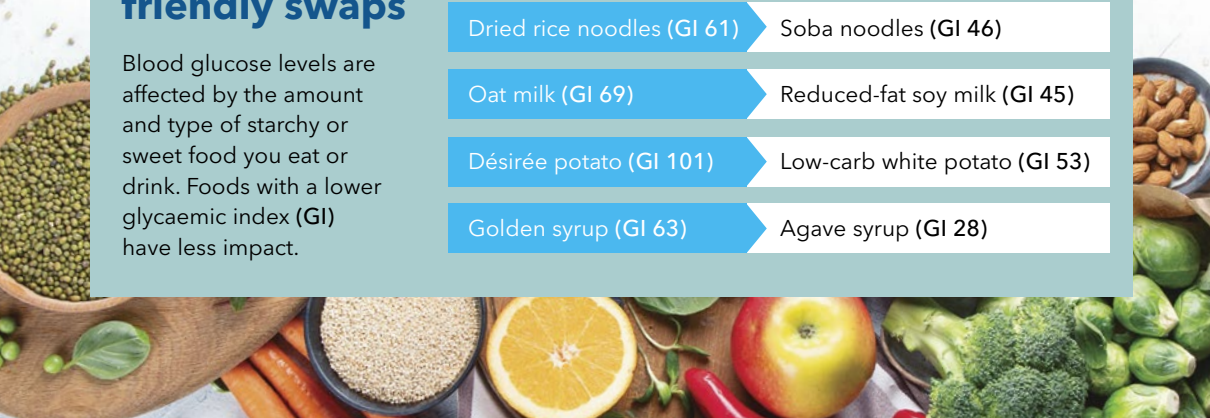 friendly swaps
Blood glucose levels are
affected by the amount
and type of starchy or
sweet food you eat or
drink. Foods with a lower
glycaemic index (GI)
have less impact.
Dried rice noodles (GI 61) Soba noodles (GI 46)
Oat milk (GI 69) Reduced-fat soy milk (GI 45)
Désirée potato (GI 101) Low-carb white potato (GI 53)
Golden syrup (GI 63) Agave syrup (GI 28)